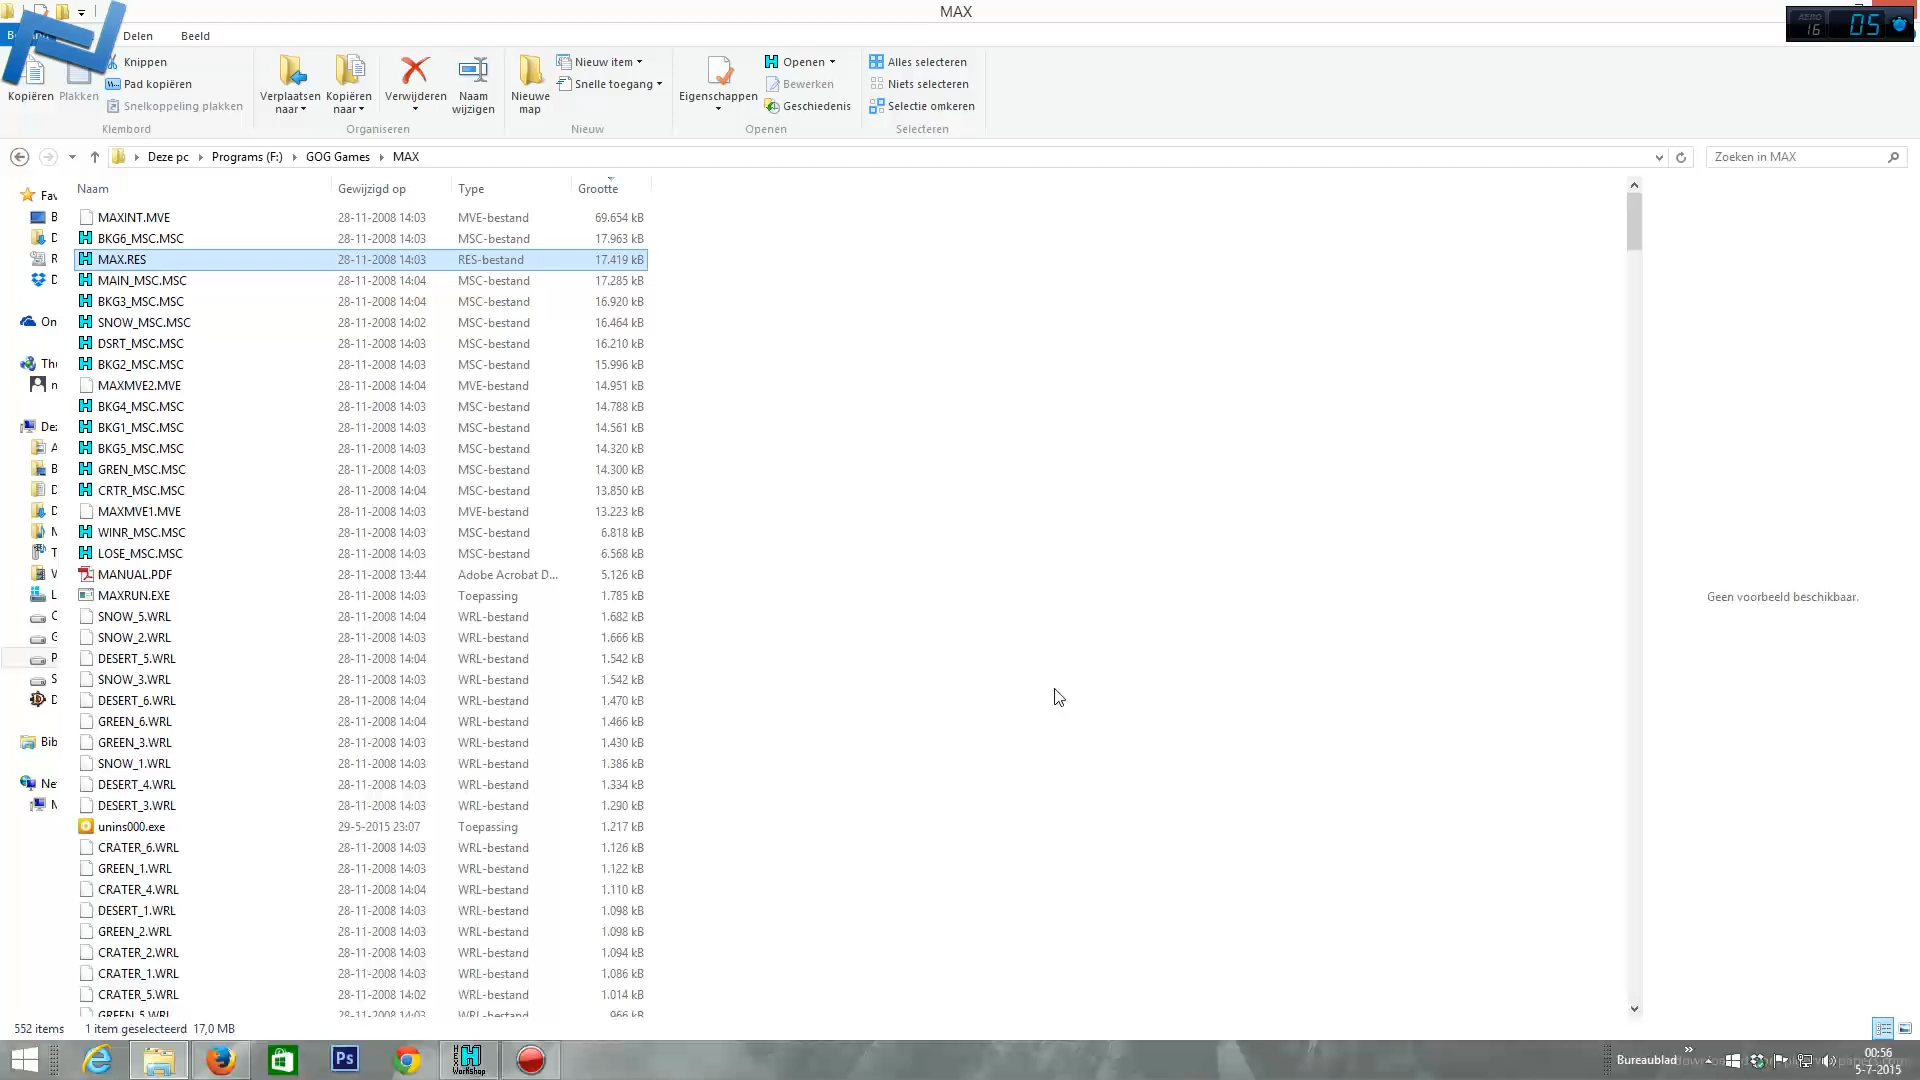 MAX
Delen Beeld
Knippen
Pad kopiëren
Snelkoppeling plakken
Kopiëren Plakken
Klembord
Verplaatsen naar
Kopiëren naar
Verwijderen
Naam wijzigen
Organiseren
Nieuwe map
Nieuw item
Snelle toegang
Nieuw
Eigenschappen
Openen
Bewerken
Geschiedenis
Openen
Alles selecteren
Niets selecteren
Selectie omkeren
Selecteren
AERO
16
05
Deze pc Programs (F:) GOG Games MAX
Zoeken in MAX
Naam Gewijzigd op Type Grootte
MAXINT.MVE 28-11-2008 14:03 MVE-bestand 69.654 kB
BKG6_MSC.MSC 28-11-2008 14:03 MSC-bestand 17.963 kB
MAX.RES 28-11-2008 14:03 RES-bestand 17.419 kB
MAIN_MSC.MSC 28-11-2008 14:04 MSC-bestand 17.285 kB
BKG3_MSC.MSC 28-11-2008 14:04 MSC-bestand 16.920 kB
SNOW_MSC.MSC 28-11-2008 14:02 MSC-bestand 16.464 kB
DSRT_MSC.MSC 28-11-2008 14:03 MSC-bestand 16.210 kB
BKG2_MSC.MSC 28-11-2008 14:03 MSC-bestand 15.996 kB
MAXMVE2.MVE 28-11-2008 14:04 MVE-bestand 14.951 kB
BKG4_MSC.MSC 28-11-2008 14:03 MSC-bestand 14.788 kB
BKG1_MSC.MSC 28-11-2008 14:03 MSC-bestand 14.561 kB
BKG5_MSC.MSC 28-11-2008 14:03 MSC-bestand 14.320 kB
GREN_MSC.MSC 28-11-2008 14:03 MSC-bestand 14.300 kB
CRTR_MSC.MSC 28-11-2008 14:04 MSC-bestand 13.850 kB
MAXMVE1.MVE 28-11-2008 14:03 MVE-bestand 13.223 kB
WINR_MSC.MSC 28-11-2008 14:03 MSC-bestand 6.818 kB
LOSE_MSC.MSC 28-11-2008 14:03 MSC-bestand 6.568 kB
MANUAL.PDF 28-11-2008 13:44 Adobe Acrobat D... 5.126 kB
MAXRUN.EXE 28-11-2008 14:03 Toepassing 1.785 kB
SNOW_5.WRL 28-11-2008 14:04 WRL-bestand 1.682 kB
SNOW_2.WRL 28-11-2008 14:03 WRL-bestand 1.666 kB
DESERT_5.WRL 28-11-2008 14:04 WRL-bestand 1.542 kB
SNOW_3.WRL 28-11-2008 14:03 WRL-bestand 1.542 kB
DESERT_6.WRL 28-11-2008 14:04 WRL-bestand 1.470 kB
GREEN_6.WRL 28-11-2008 14:04 WRL-bestand 1.466 kB
GREEN_3.WRL 28-11-2008 14:03 WRL-bestand 1.430 kB
SNOW_1.WRL 28-11-2008 14:03 WRL-bestand 1.386 kB
DESERT_4.WRL 28-11-2008 14:03 WRL-bestand 1.334 kB
DESERT_3.WRL 28-11-2008 14:03 WRL-bestand 1.290 kB
unins000.exe 29-5-2015 23:07 Toepassing 1.217 kB
CRATER_6.WRL 28-11-2008 14:03 WRL-bestand 1.126 kB
GREEN_1.WRL 28-11-2008 14:03 WRL-bestand 1.122 kB
CRATER_4.WRL 28-11-2008 14:04 WRL-bestand 1.110 kB
DESERT_1.WRL 28-11-2008 14:03 WRL-bestand 1.098 kB
GREEN_2.WRL 28-11-2008 14:03 WRL-bestand 1.098 kB
CRATER_2.WRL 28-11-2008 14:03 WRL-bestand 1.094 kB
CRATER_1.WRL 28-11-2008 14:03 WRL-bestand 1.086 kB
CRATER_5.WRL 28-11-2008 14:02 WRL-bestand 1.014 kB
GREEN_5.WRL 28-11-2008 14:03 WRL-bestand 966 kB
Fav
B
D
R
D
On
Thu
n
Dez
A
B
D
D
M
T
V
L
C
G
P
S
D
Bib
Net
M
Geen voorbeeld beschikbaar.
552 items 1 item geselecteerd 17,0 MB
Ps
HEX WORKSHOP
Bureaublad
00:56
5-7-2015